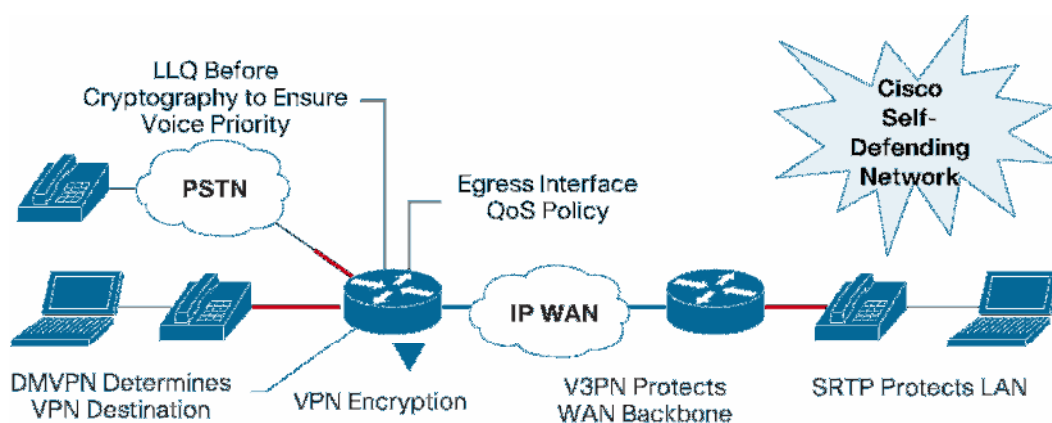 LLQ Before
Cryptography to Ensure
Voice Priority
Cisco
Self-
Defending
Network
PSTN
Egress Interface
QoS Policy
IP WAN
DMVPN Determines
VPN Destination
VPN Encryption
V3PN Protects
WAN Backbone
SRTP Protects LAN